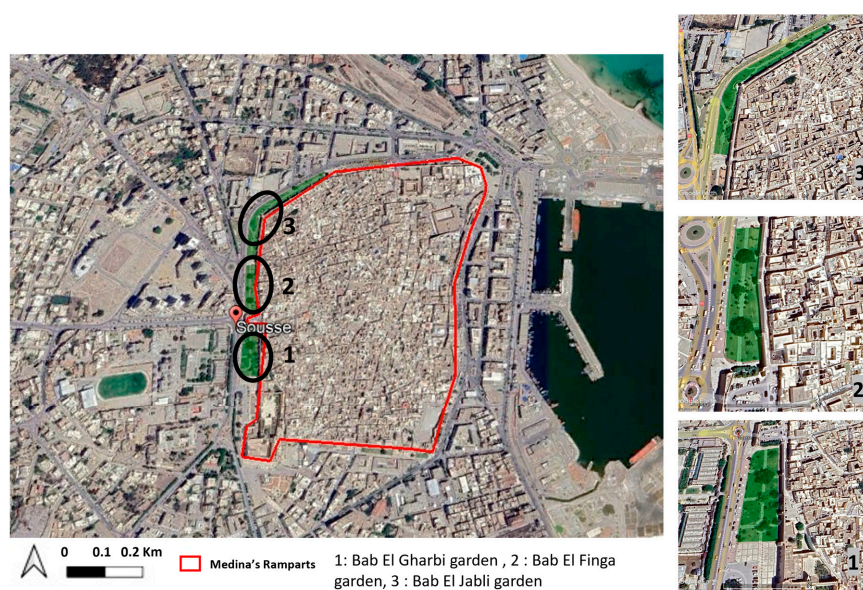 3
2
Sousse
1
3
2
1
0 0.1 0.2 Km
Medina's Ramparts
1: Bab El Gharbi garden , 2 : Bab El Finga
garden, 3 : Bab El Jabli garden